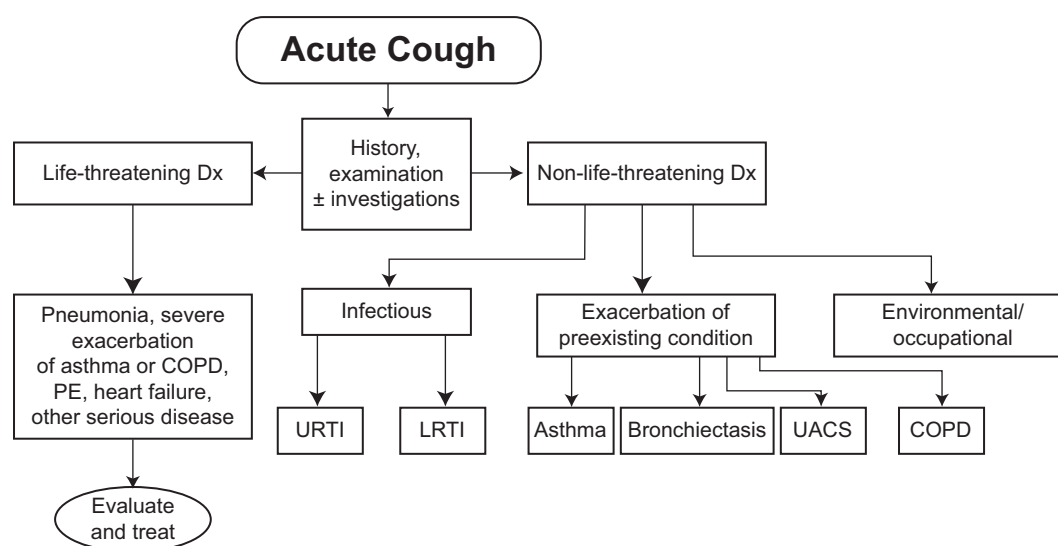 Acute Cough
History,
examination
± investigations
Life-threatening Dx
Non-life-threatening Dx
Pneumonia, severe
exacerbation
of asthma or COPD,
PE, heart failure,
other serious disease
Infectious
Exacerbation of
preexisting condition
Environmental/
occupational
URTI
LRTI
Asthma
Bronchiectasis
UACS
COPD
Evaluate
and treat